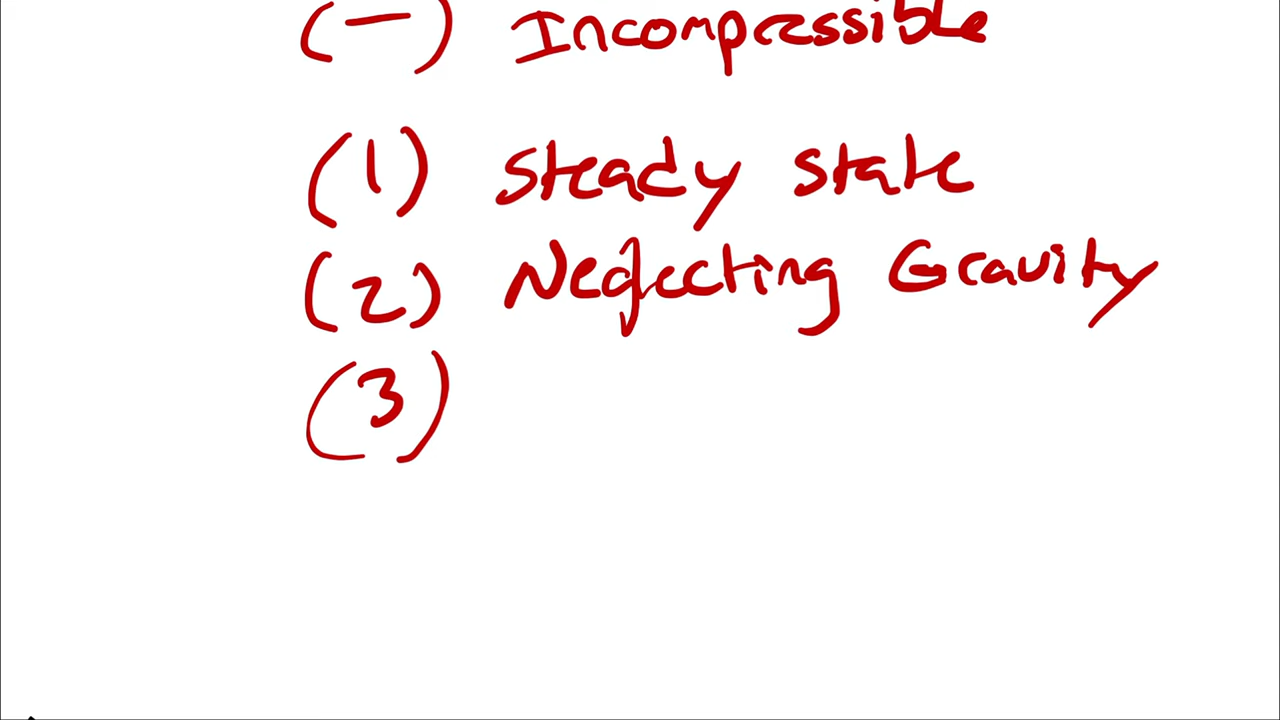 (-) Incompressible
(1) Steady state
(2) Neglecting Gravity
(3)